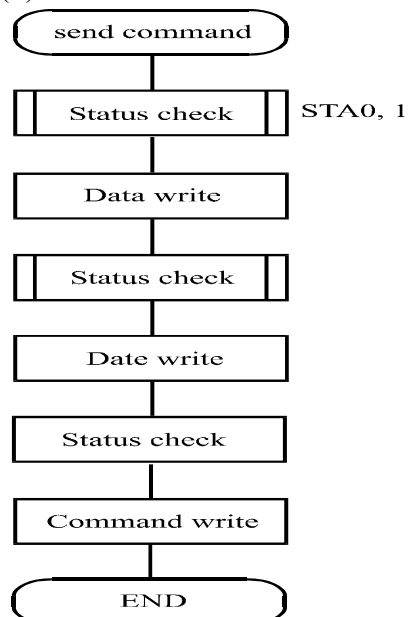 send command
Status check STA0, 1
Data write
Status check
Date write
Status check
Command write
END